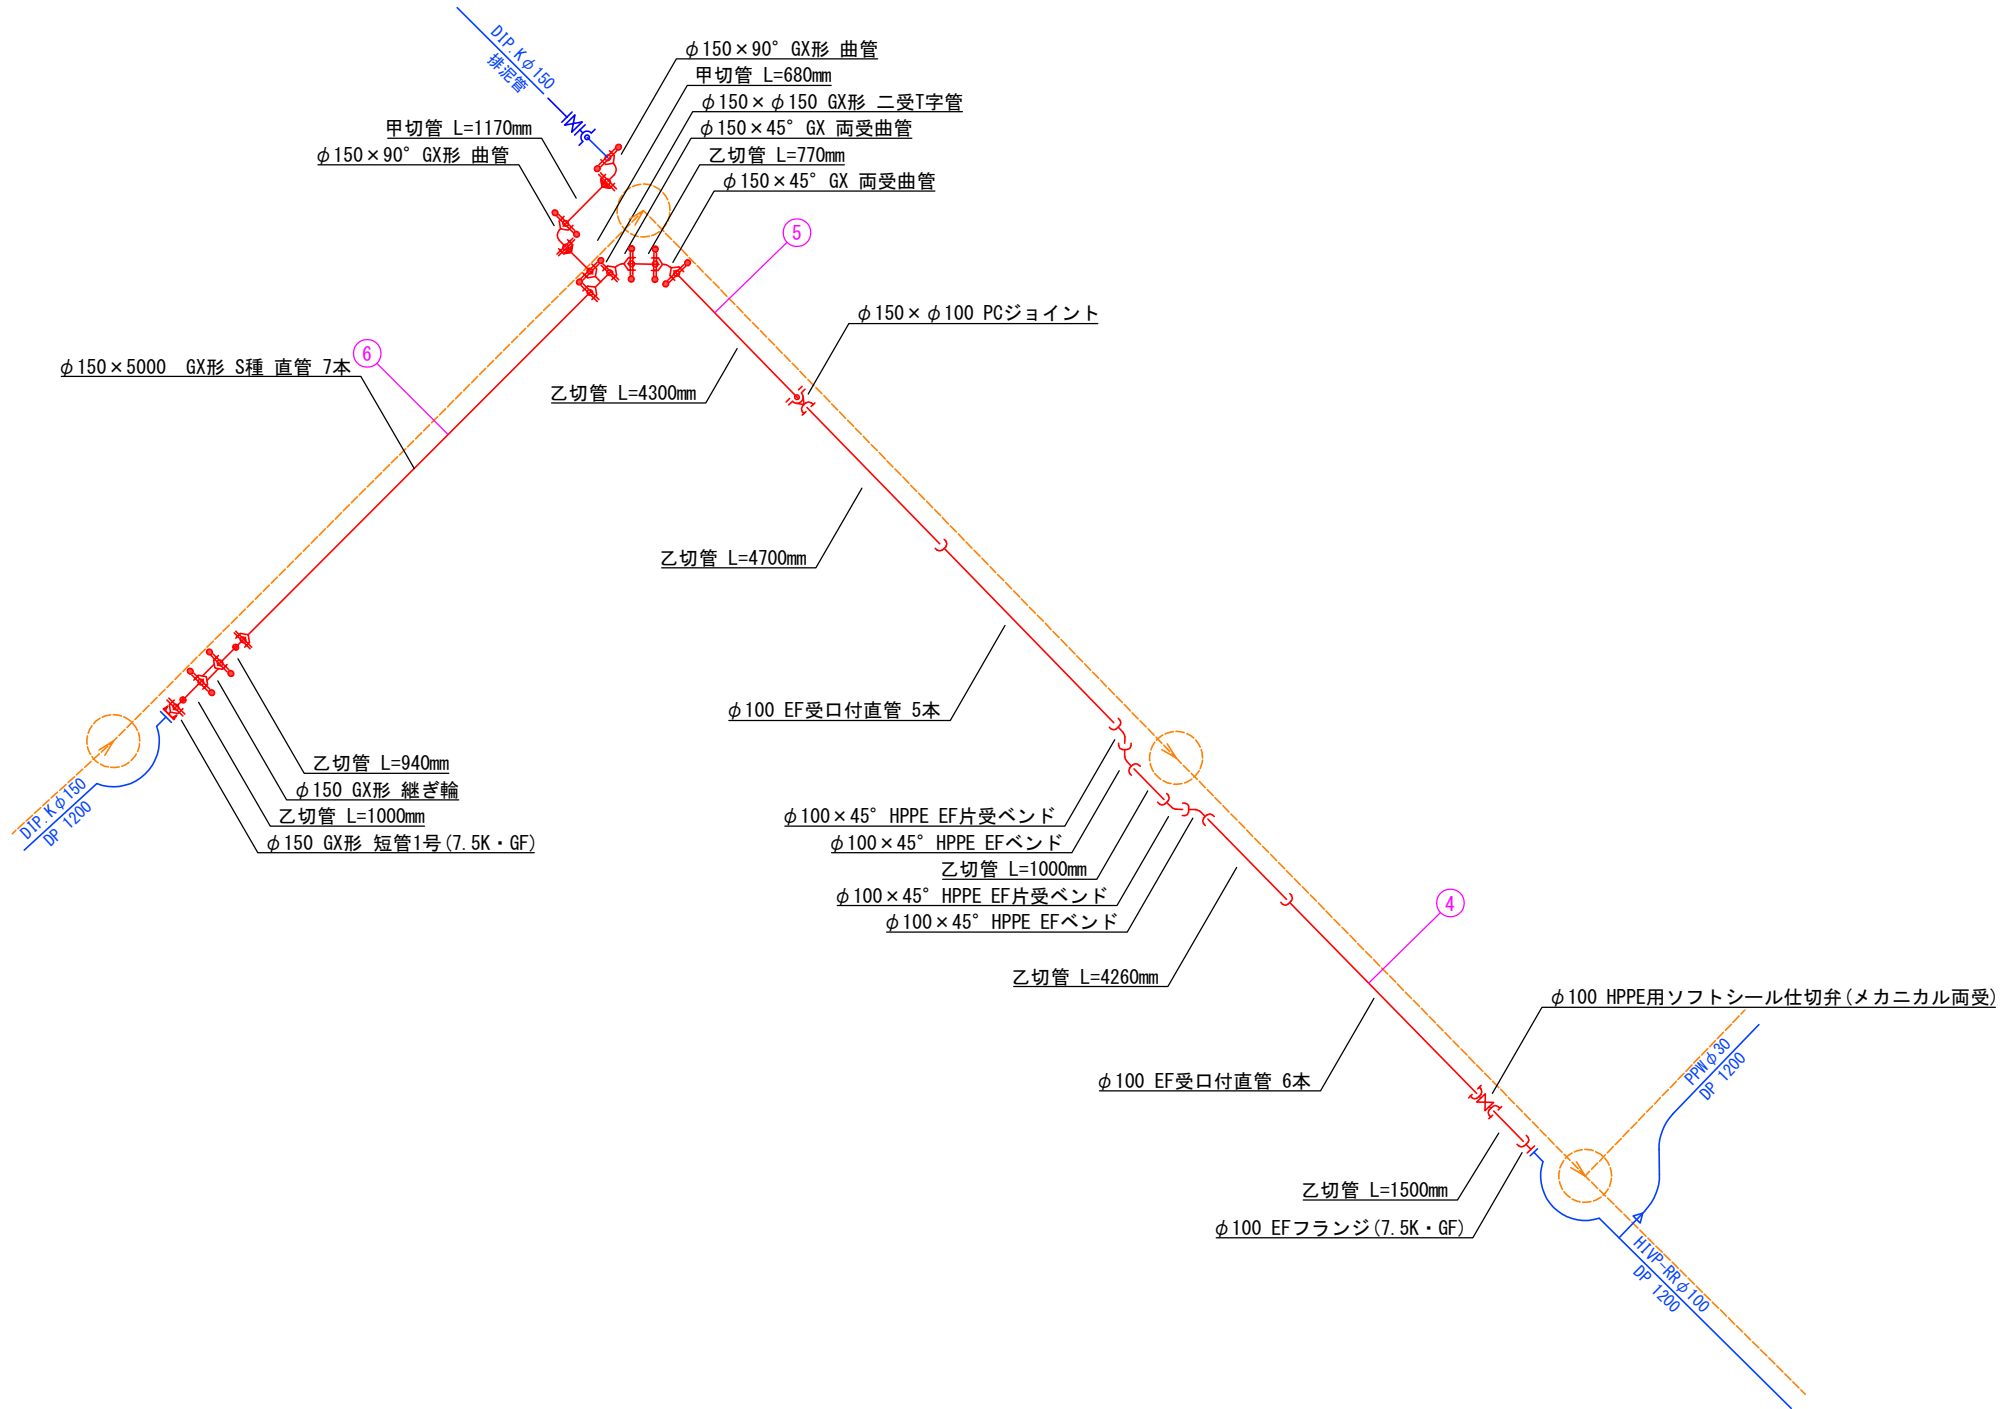 DIP.Kφ150
排泥管
φ150×90° GX形 曲管
甲切管 L=680mm
φ150×φ150 GX形 二受T字管
甲切管 L=1170mm
φ150×45° GX 両受曲管
φ150×90° GX形 曲管
乙切管 L=770mm
φ150×45° GX 両受曲管
⑤
φ150×φ100 PCジョイント
⑥
φ150×5000 GX形 S種 直管 7本
乙切管 L=4300mm
乙切管 L=4700mm
φ100 EF受口付直管 5本
乙切管 L=940mm
φ150 GX形 継ぎ輪
乙切管 L=1000mm
φ150 GX形 短管1号(7.5K・GF)
DIP.Kφ150
DP 1200
φ100×45° HPPE EF片受ベンド
φ100×45° HPPE EFベンド
乙切管 L=1000mm
φ100×45° HPPE EF片受ベンド
φ100×45° HPPE EFベンド
④
乙切管 L=4260mm
φ100 HPPE用ソフトシール仕切弁(メカニカル両受)
φ100 EF受口付直管 6本
PPWφ30
DP 1200
乙切管 L=1500mm
φ100 EFフランジ(7.5K・GF)
HIVP-RRφ100
DP 1200